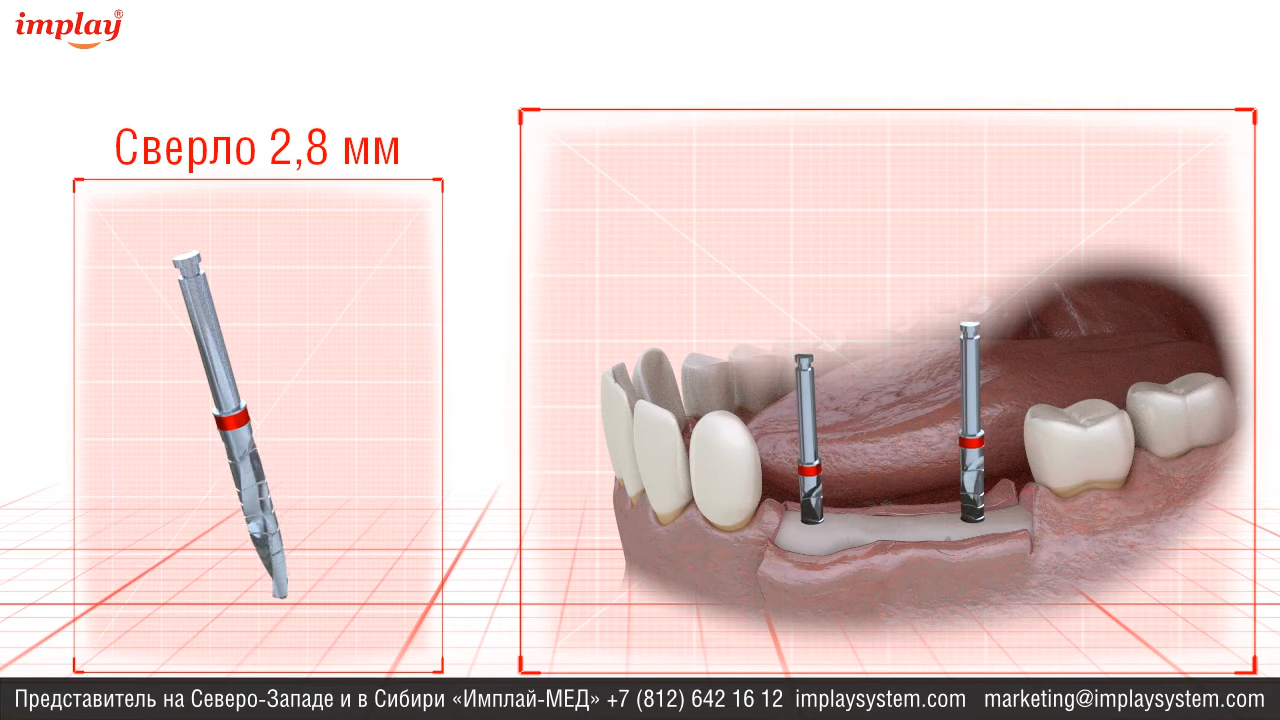 implay®
Сверло 2,8 мм
Представитель на Северо-Западе и в Сибири «Имплай-МЕД» +7 (812) 642 16 12 implaysystem.com marketing@implaysystem.com